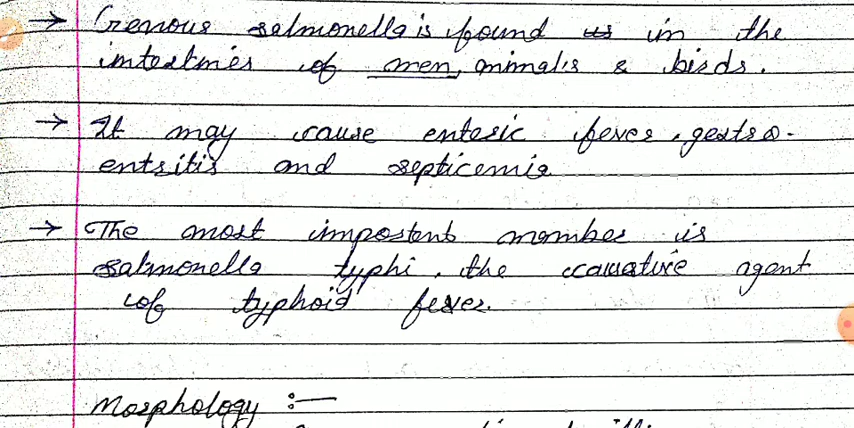 → Genous salmonella is found in the
intestines of men, animals & birds.
→ It may cause enteric fever, gastro-
entritis and septicemia
→ The most important member is
salmonella typhi, the causative agent
of typhoid fever.
Morphology :-